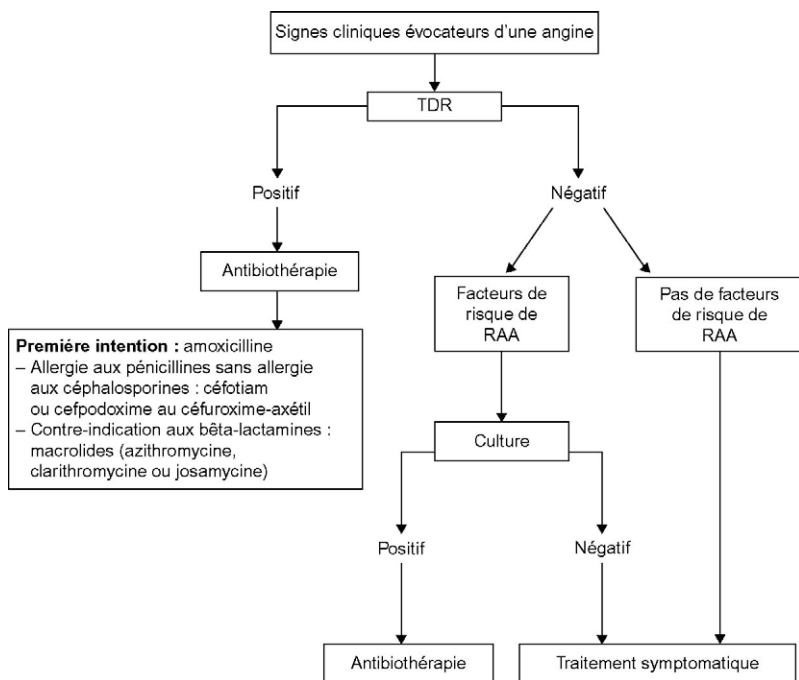 Signes cliniques évocateurs d'une angine
TDR
Positif
Négatif
Antibiothérapie
Facteurs de
risque de
RAA
Pas de facteurs
de risque de
RAA
Premiére intention : amoxicilline
– Allergie aux pénicillines sans allergie
aux céphalosporines : céfotiam
ou cefpodoxime au céfuroxime-axétil
– Contre-indication aux bêta-lactamines :
macrolides (azithromycine,
clarithromycine ou josamycine)
Culture
Positif
Négatif
Antibiothérapie
Traitement symptomatique